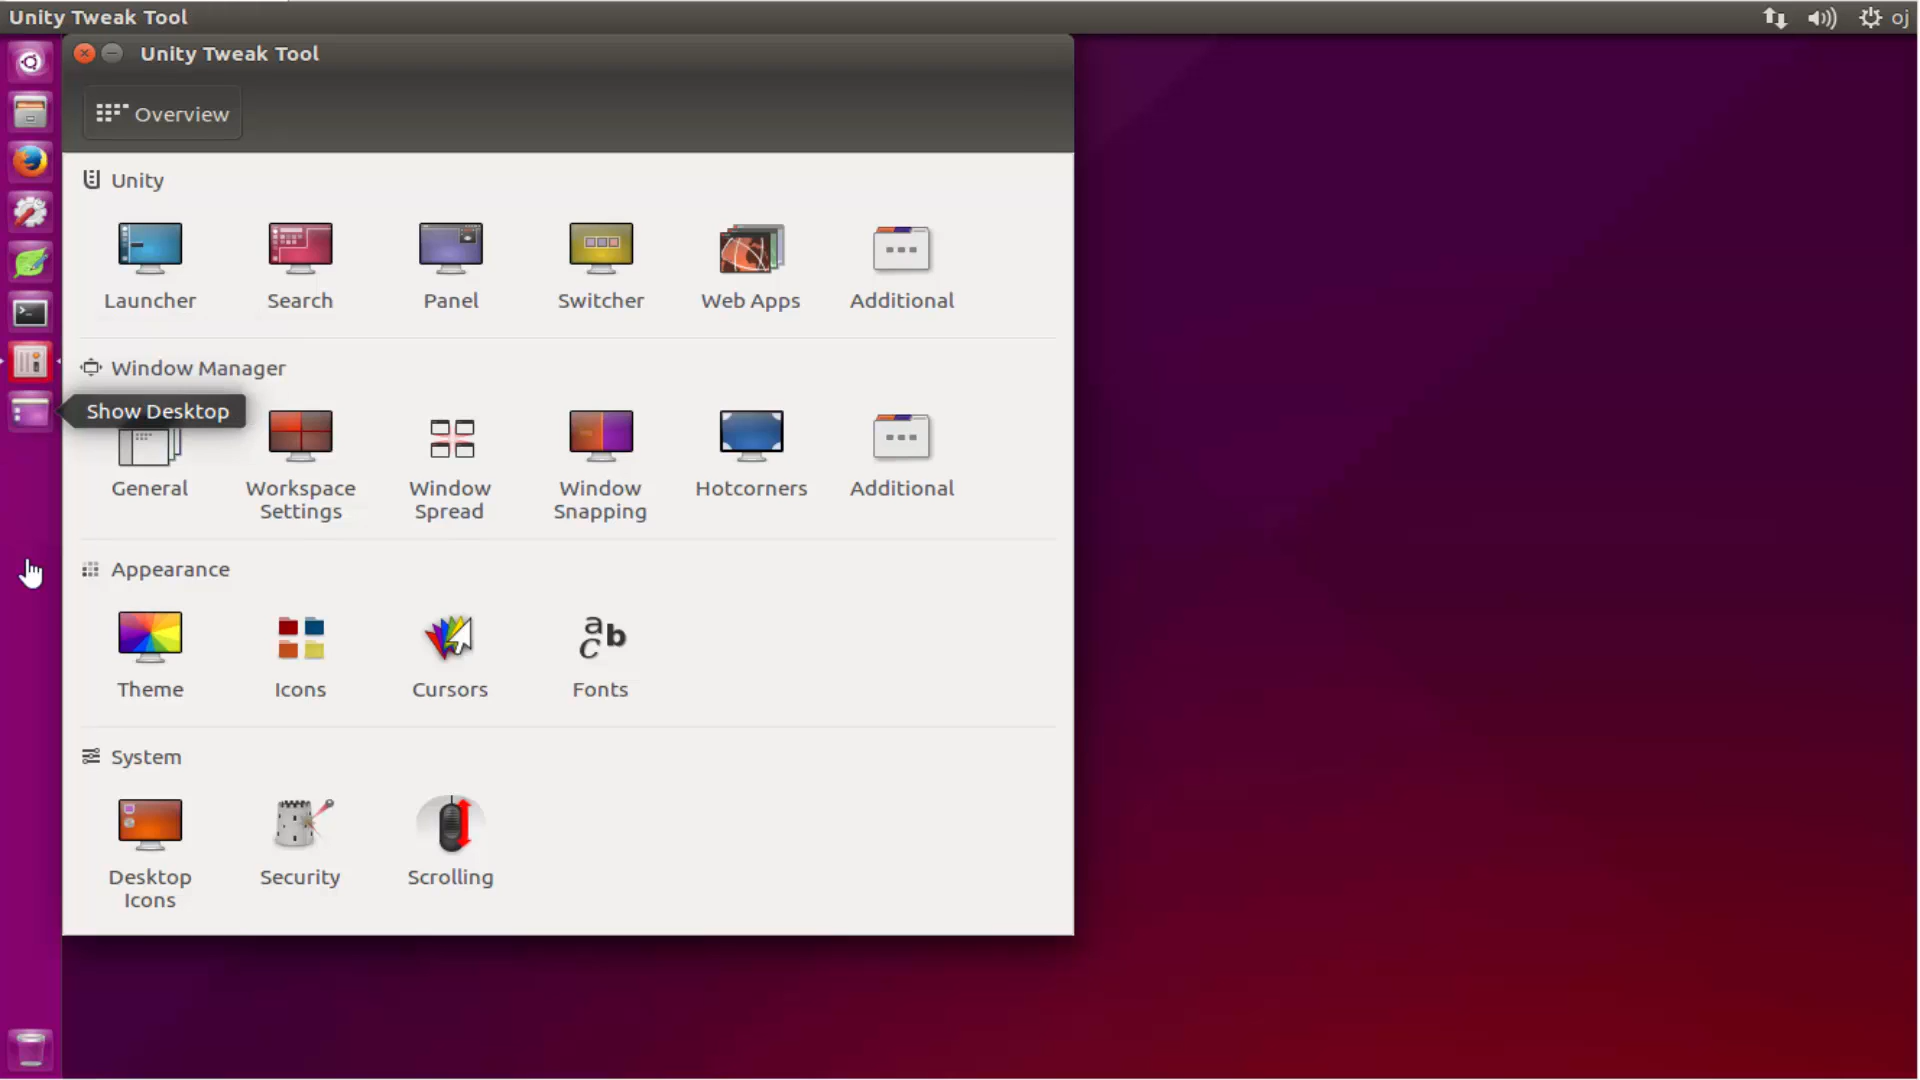 Unity Tweak Tool
oj
Unity Tweak Tool
Overview
Unity
Launcher
Search
Panel
Switcher
Web Apps
Additional
Window Manager
Show Desktop
General
Workspace
Settings
Window
Spread
Window
Snapping
Hotcorners
Additional
Appearance
Theme
Icons
Cursors
a
c
b
Fonts
System
Desktop
Icons
Security
Scrolling